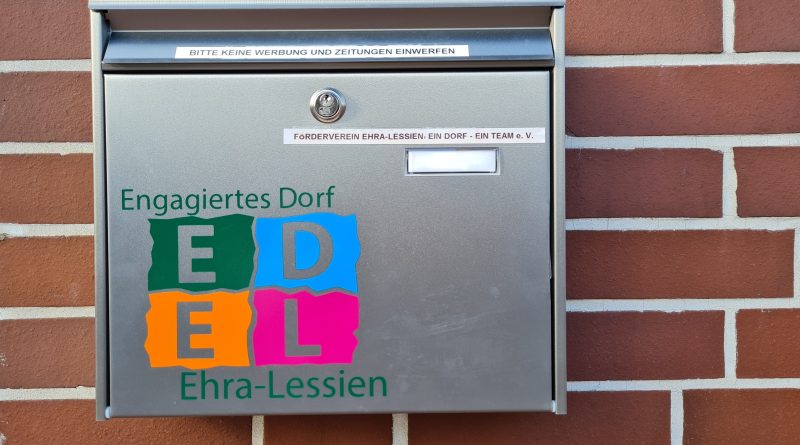 BITTE KEINE WERBUNG UND ZEITUNGEN EINWERFEN
FöRDERVEREIN EHRA-LESSIEN: EIN DORF - EIN TEAM e. V.
Engagiertes Dorf
E D
E L
Ehra-Lessien